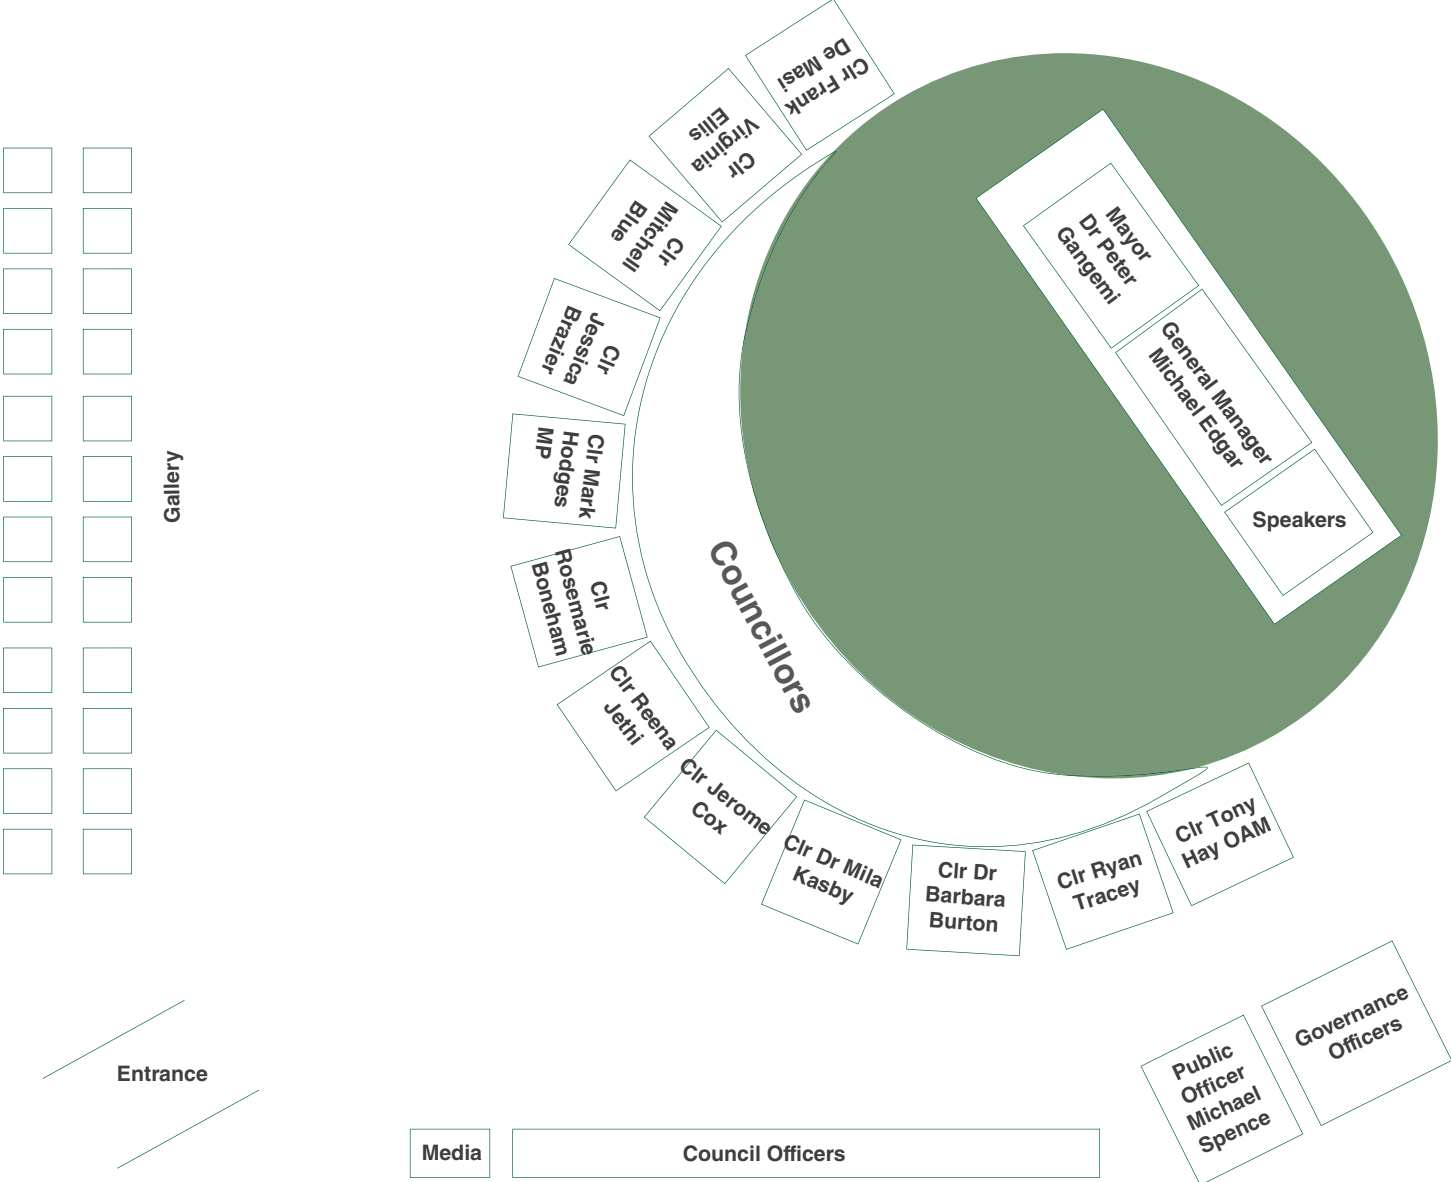 Clr Frank
De Masi
Clr
Virginia
Ellis
Clr
Mitchell
Blue
Clr
Jessica
Brazier
Clr Mark
Hodges
MP
Clr
Rosemarie
Boneham
Clr Reena
Jethi
Clr Jerome
Cox
Clr Dr Mila
Kasby
Clr Dr
Barbara
Burton
Clr Ryan
Tracey
Clr Tony
Hay OAM
Mayor
Dr Peter
Gangemi
General Manager
Michael Edgar
Speakers
Councillors
Gallery
Entrance
Media
Council Officers
Public
Officer
Michael
Spence
Governance
Officers